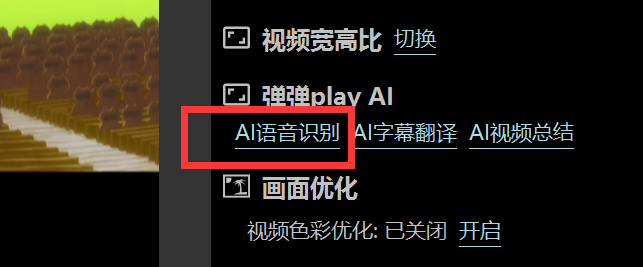 视频宽高比 切换
弹弹play AI
AI语音识别 AI字幕翻译 AI视频总结
画面优化
视频色彩优化: 已关闭 开启